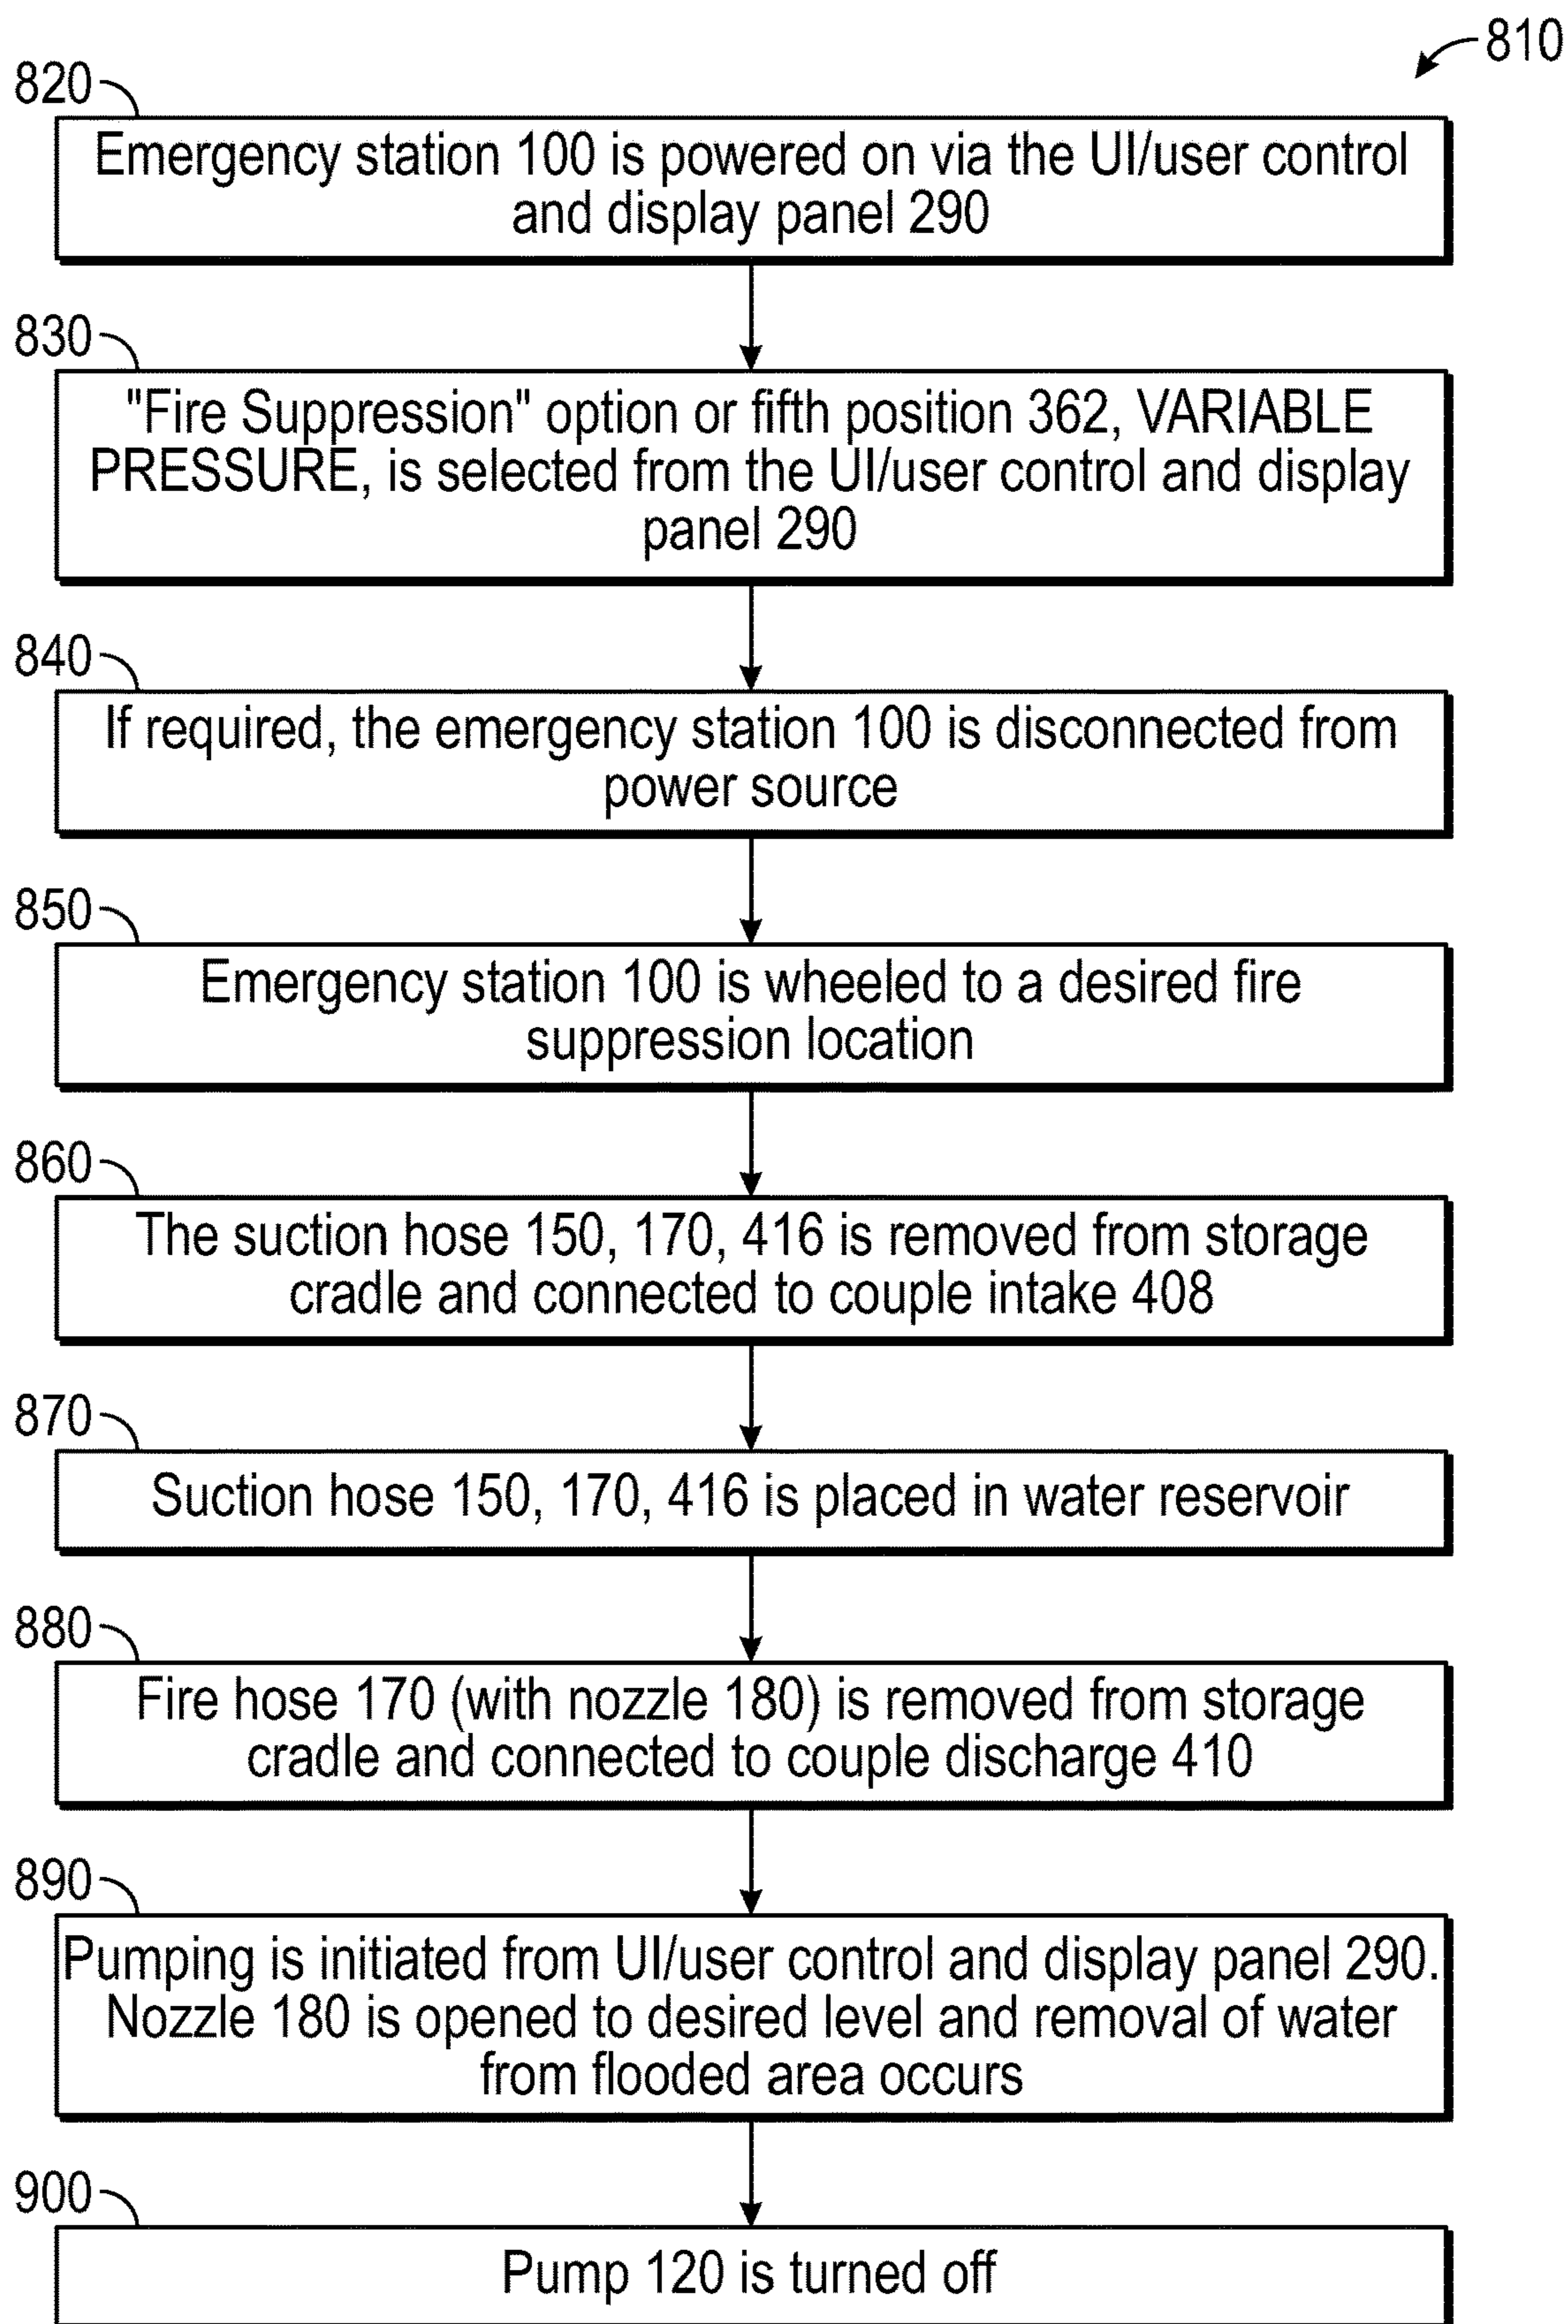 810
820
Emergency station 100 is powered on via the UI/user control
and display panel 290
830
"Fire Suppression" option or fifth position 362, VARIABLE
PRESSURE, is selected from the UI/user control and display
panel 290
840
If required, the emergency station 100 is disconnected from
power source
850
Emergency station 100 is wheeled to a desired fire
suppression location
860
The suction hose 150, 170, 416 is removed from storage
cradle and connected to couple intake 408
870
Suction hose 150, 170, 416 is placed in water reservoir
880
Fire hose 170 (with nozzle 180) is removed from storage
cradle and connected to couple discharge 410
890
Pumping is initiated from UI/user control and display panel 290.
Nozzle 180 is opened to desired level and removal of water
from flooded area occurs
900
Pump 120 is turned off